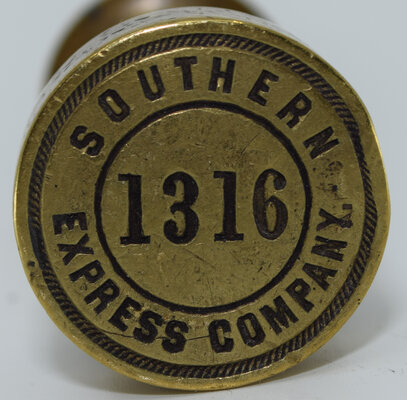 SOUTHERN
1316
EXPRESS COMPANY.